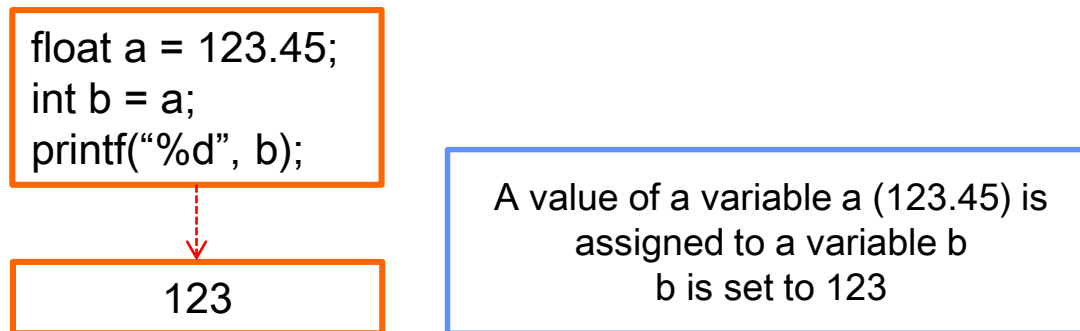 float a = 123.45;
int b = a;
printf(“%d”, b);
123
A value of a variable a (123.45) is
assigned to a variable b
b is set to 123